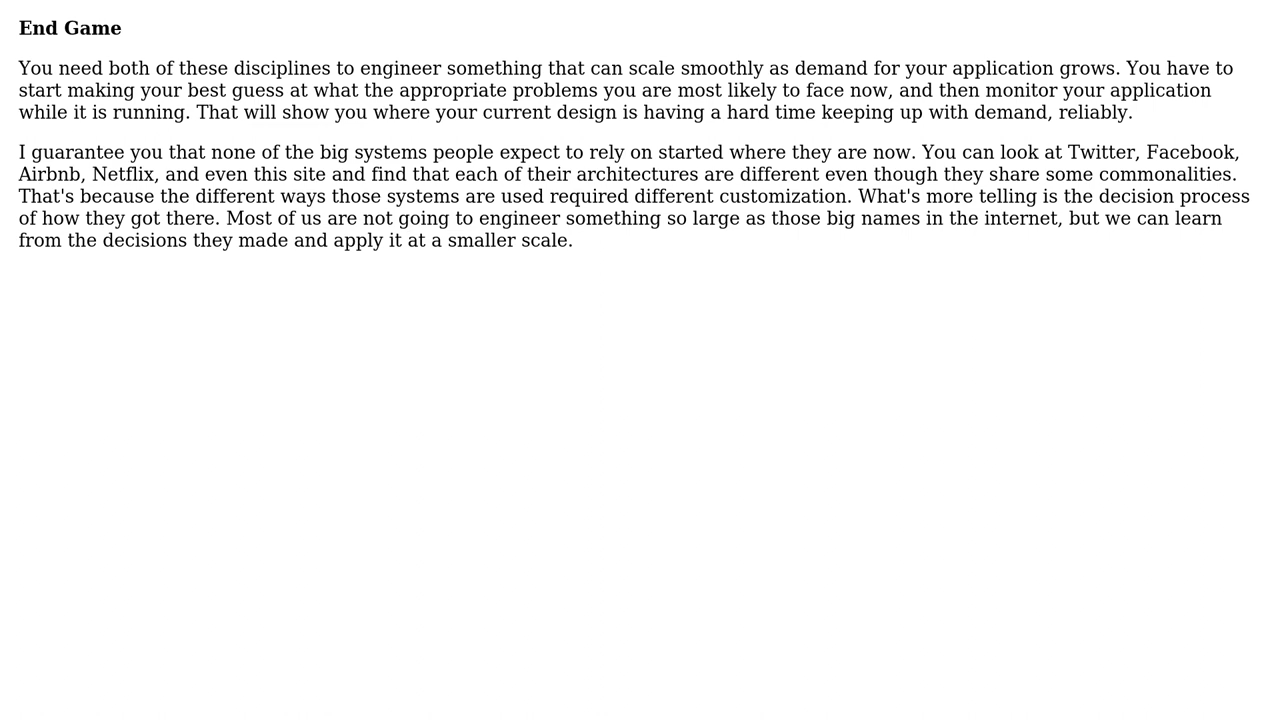 End Game
You need both of these disciplines to engineer something that can scale smoothly as demand for your application grows. You have to
start making your best guess at what the appropriate problems you are most likely to face now, and then monitor your application
while it is running. That will show you where your current design is having a hard time keeping up with demand, reliably.
I guarantee you that none of the big systems people expect to rely on started where they are now. You can look at Twitter, Facebook,
Airbnb, Netflix, and even this site and find that each of their architectures are different even though they share some commonalities.
That's because the different ways those systems are used required different customization. What's more telling is the decision process
of how they got there. Most of us are not going to engineer something so large as those big names in the internet, but we can learn
from the decisions they made and apply it at a smaller scale.